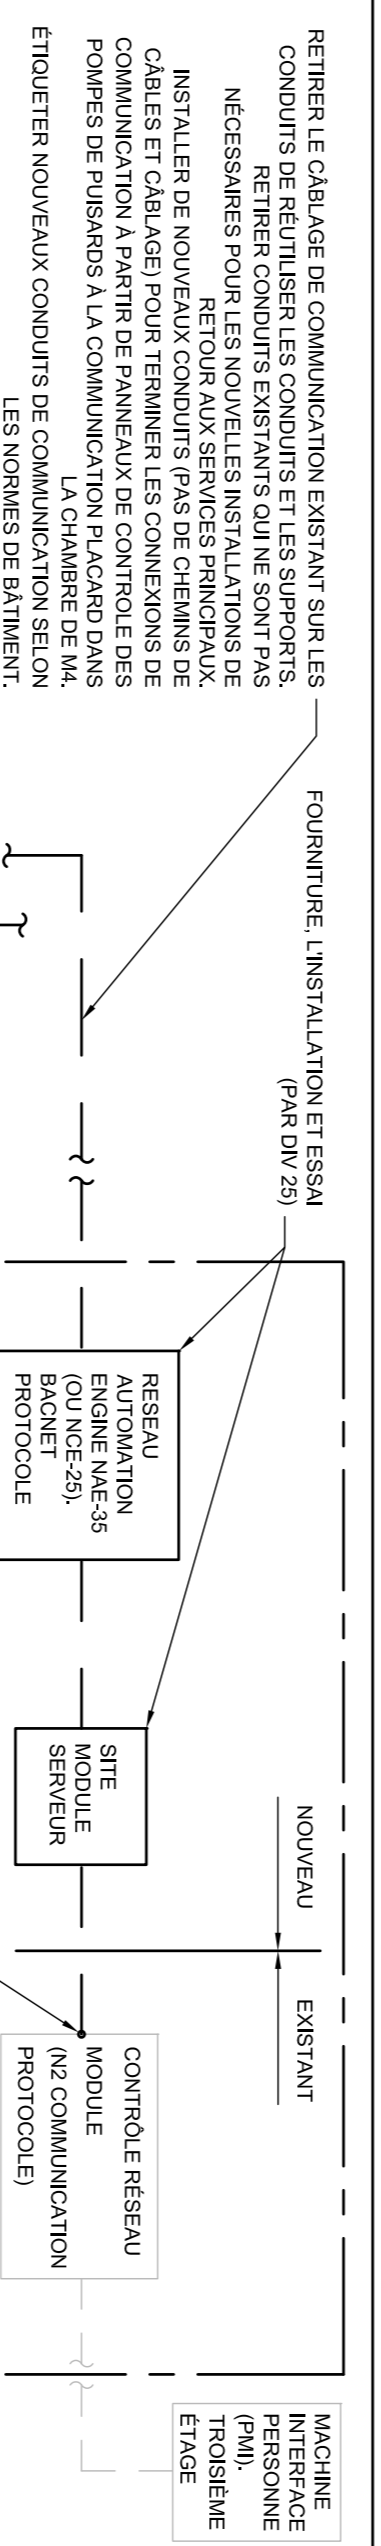 RETIRER LE CÂBLAGE DE COMMUNICATION EXISTANT SUR LES
CONDUITS DE RÉUTILISER LES CONDUITS ET LES SUPPORTS.
RETIRER CONDUITS EXISTANTS QUI NE SONT PAS
NÉCESSAIRES POUR LES NOUVELLES INSTALLATIONS DE
RETOUR AUX SERVICES PRINCIPAUX.
INSTALLER DE NOUVEAUX CONDUITS (PAS DE CHEMINS DE
CÂBLES ET CÂBLAGE) POUR TERMINER LES CONNEXIONS DE
COMMUNICATION À PARTIR DE PANNEAUX DE CONTROLE DES
POMPES DE PUISARDS À LA COMMUNICATION PLACARD DANS
LA CHAMBRE DE M4.
ÉTIQUETER NOUVEAUX CONDUITS DE COMMUNICATION SELON
LES NORMES DE BÂTIMENT.
FOURNITURE, L'INSTALLATION ET ESSAI
(PAR DIV 25)
RESEAU
AUTOMATION
ENGINE NAE-35
(OU NCE-25).
BACNET
PROTOCOLE
SITE
MODULE
SERVEUR
NOUVEAU
EXISTANT
CONTRÔLE RÉSEAU
MODULE
(N2 COMMUNICATION
PROTOCOLE)
MACHINE
INTERFACE
PERSONNE
(PMI).
TROISIÈME
ÉTAGE